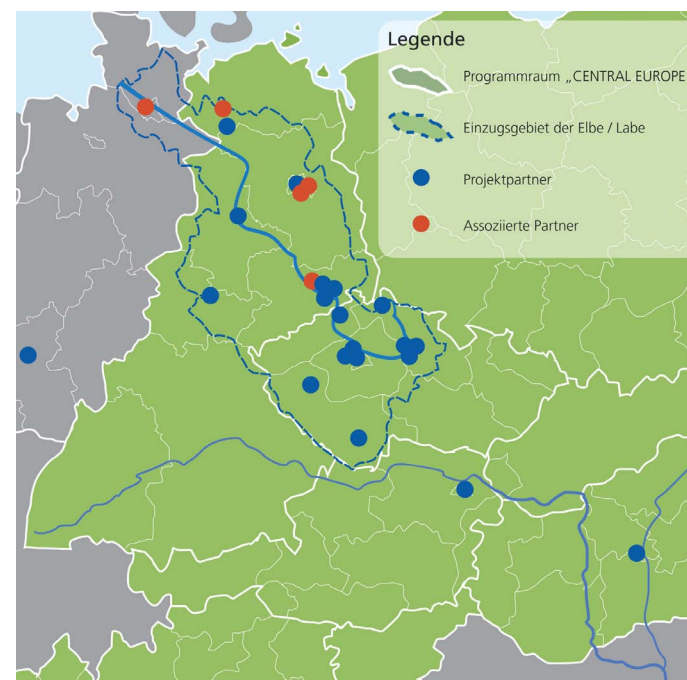 Legende
Programmraum „CENTRAL EUROPE
Einzugsgebiet der Elbe / Labe
Projektpartner
Assoziierte Partner